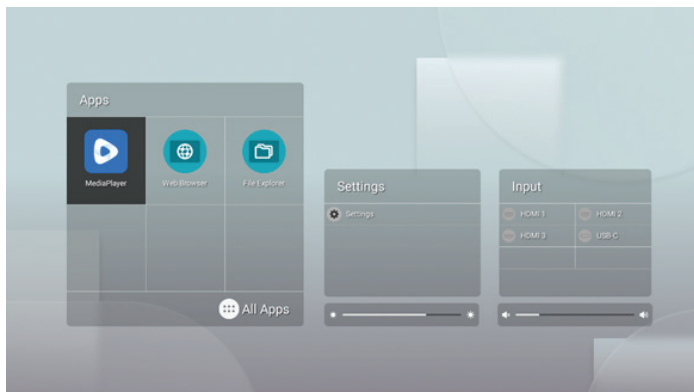 Apps
MediaPlayer
Web Browser
File Explorer
All Apps
Settings
Settings
Input
HDMI 1
HDMI 2
HDMI 3
USB-C